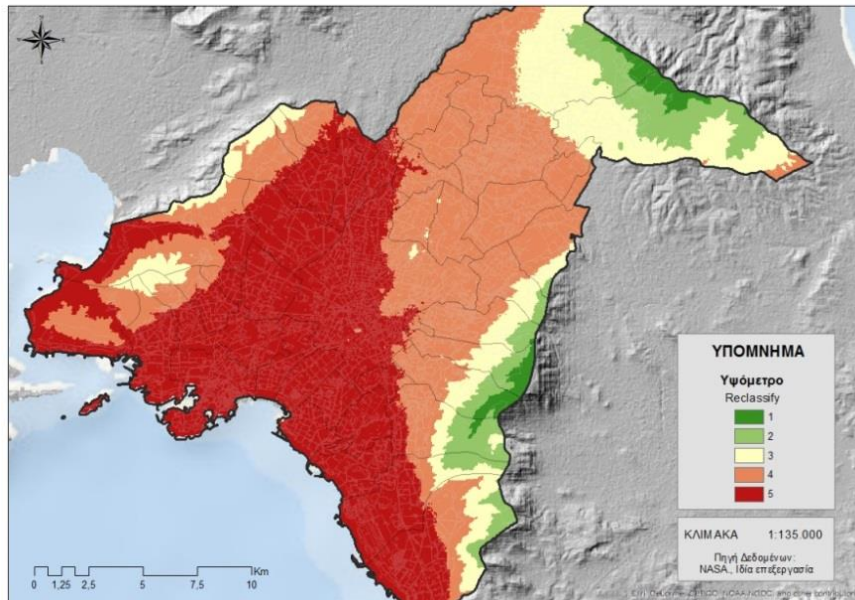 ΥΠΟΜΝΗΜΑ
Υψόμετρο
Reclassify
1
2
3
4
5
ΚΛΙΜΑΚΑ 1:135.000
Πηγή Δεδομένων:
NASA., Ιδία επεξεργασία
Km
0 1,25 2,5 5 7,5 10